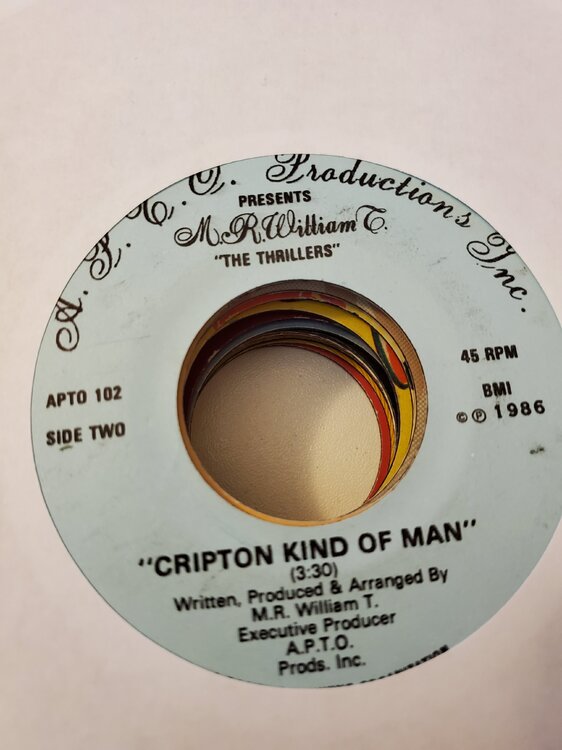 A.P.T.O. Productions Inc.
PRESENTS
M.R. William T.
"THE THRILLERS"
APTO 102
SIDE TWO
45 RPM
BMI
© ℗ 1986
"CRIPTON KIND OF MAN"
(3:30)
Written, Produced & Arranged By
M.R. William T.
Executive Producer
A.P.T.O.
Prods. Inc.